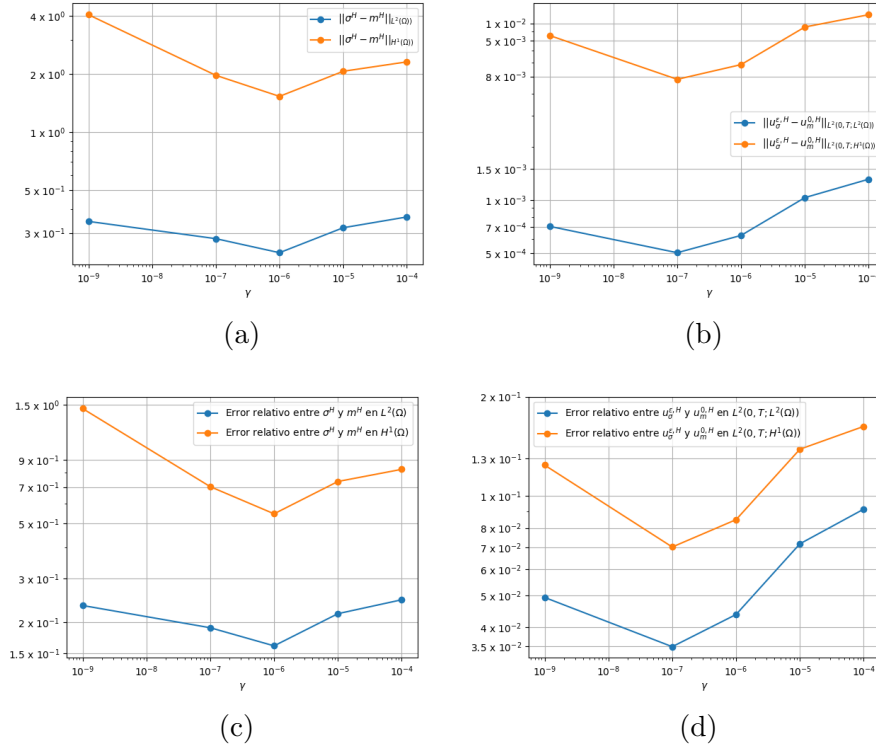 4 x 10⁰
2 x 10⁰
1 x 10⁰
5 x 10⁻¹
3 x 10⁻¹
||σᴴ − mᴴ||_{L²(Ω))}
||σᴴ − mᴴ||_{H¹(Ω))}
10⁻⁹ 10⁻⁸ 10⁻⁷ 10⁻⁶ 10⁻⁵ 10⁻⁴
γ
(a)
1 x 10⁻²
5 x 10⁻³
8 x 10⁻³
1.5 x 10⁻³
1 x 10⁻³
7 x 10⁻⁴
5 x 10⁻⁴
||u_σ^{ε,H} − u_m^{0,H}||_{L²(0,T;L²(Ω))}
||u_σ^{ε,H} − u_m^{0,H}||_{L²(0,T;H¹(Ω))}
10⁻⁹ 10⁻⁸ 10⁻⁷ 10⁻⁶ 10⁻⁵ 10⁻
γ
(b)
1.5 x 10⁰
9 x 10⁻¹
7 x 10⁻¹
5 x 10⁻¹
3 x 10⁻¹
2 x 10⁻¹
1.5 x 10⁻¹
Error relativo entre σᴴ y mᴴ en L²(Ω)
Error relativo entre σᴴ y mᴴ en H¹(Ω)
10⁻⁹ 10⁻⁸ 10⁻⁷ 10⁻⁶ 10⁻⁵ 10⁻⁴
γ
(c)
2 x 10⁻¹
1.3 x 10⁻¹
1 x 10⁻¹
8 x 10⁻²
7 x 10⁻²
5 x 10⁻²
4 x 10⁻²
3.5 x 10⁻²
Error relativo entre u_σ^{ε,H} y u_m^{0,H} en L²(0, T; L²(Ω))
Error relativo entre u_σ^{ε,H} y u_m^{0,H} en L²(0, T; H¹(Ω))
10⁻⁹ 10⁻⁸ 10⁻⁷ 10⁻⁶ 10⁻⁵ 10⁻⁴
γ
(d)